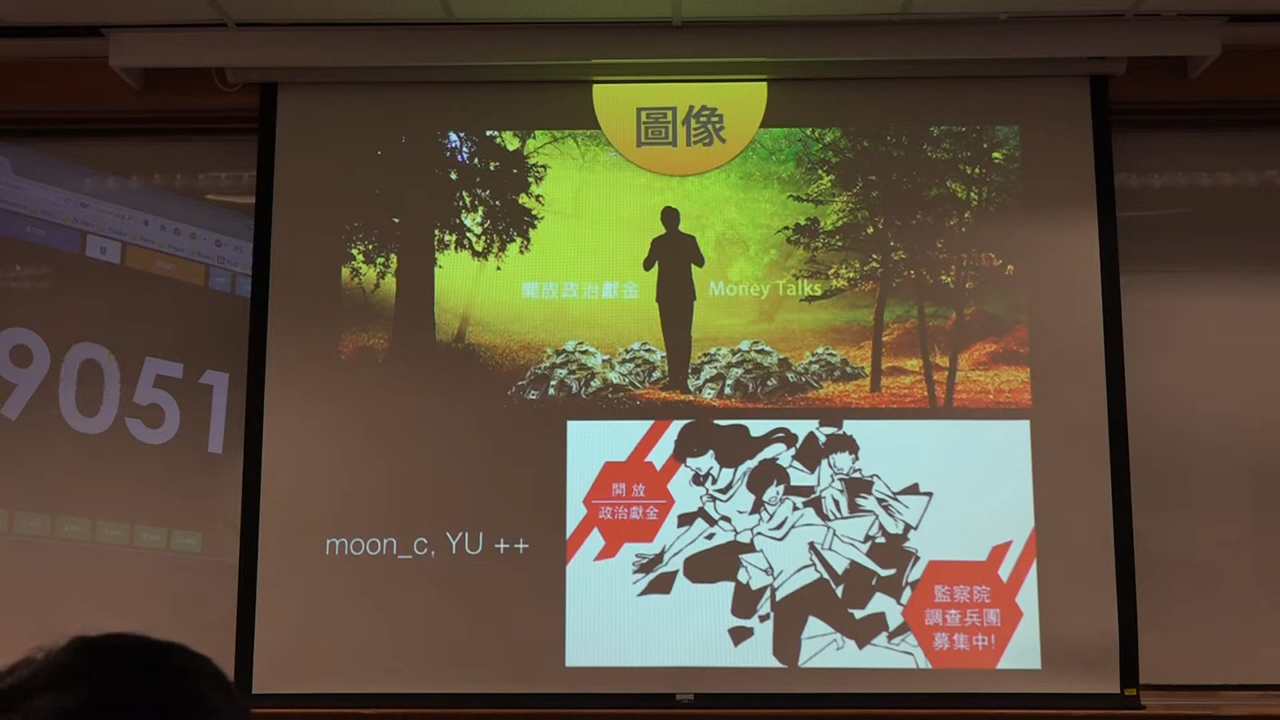 圖像
開放政治獻金
Money Talks
9051
開放
政治獻金
moon_c, YU ++
監察院
調查兵團
募集中!